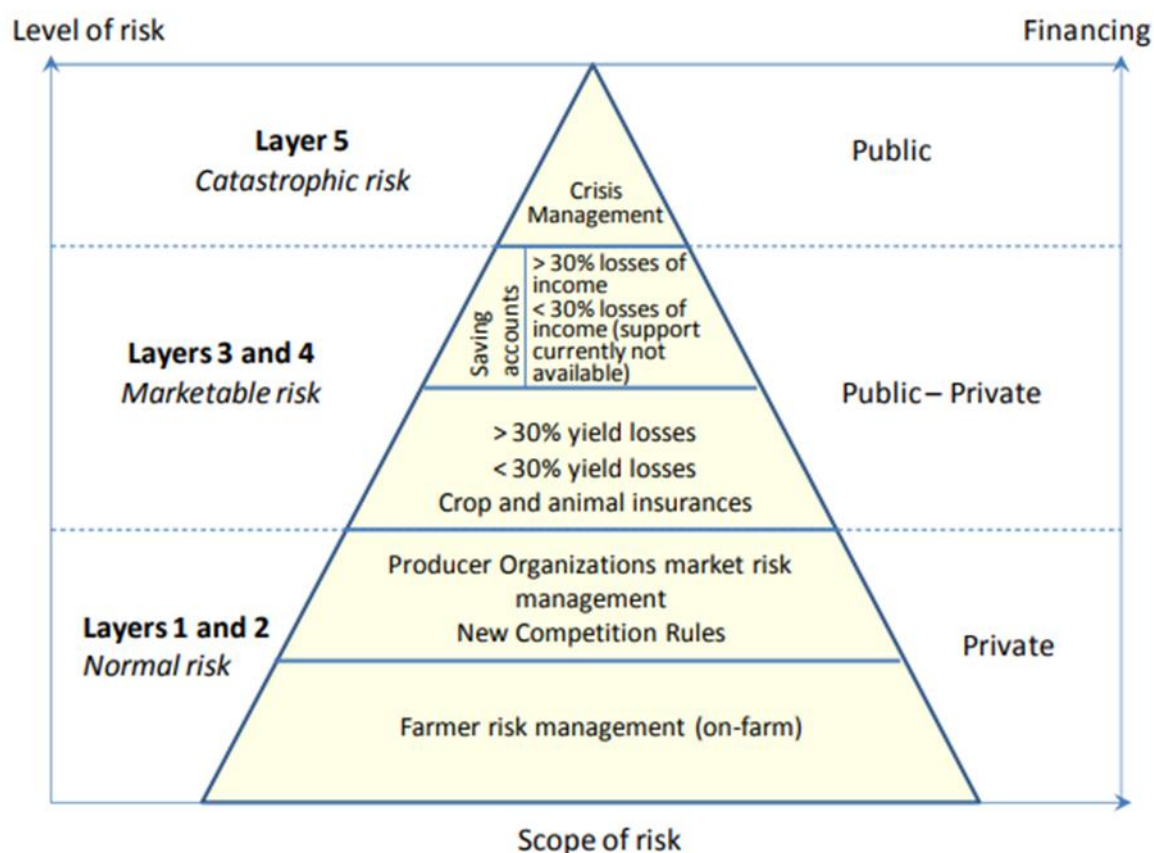 Level of risk
Financing
Layer 5
Catastrophic risk
Public
Crisis
Management
Saving
accounts
> 30% losses of
income
< 30% losses of
income (support
currently not
available)
Layers 3 and 4
Marketable risk
Public – Private
> 30% yield losses
< 30% yield losses
Crop and animal insurances
Producer Organizations market risk
management
New Competition Rules
Layers 1 and 2
Normal risk
Private
Farmer risk management (on-farm)
Scope of risk